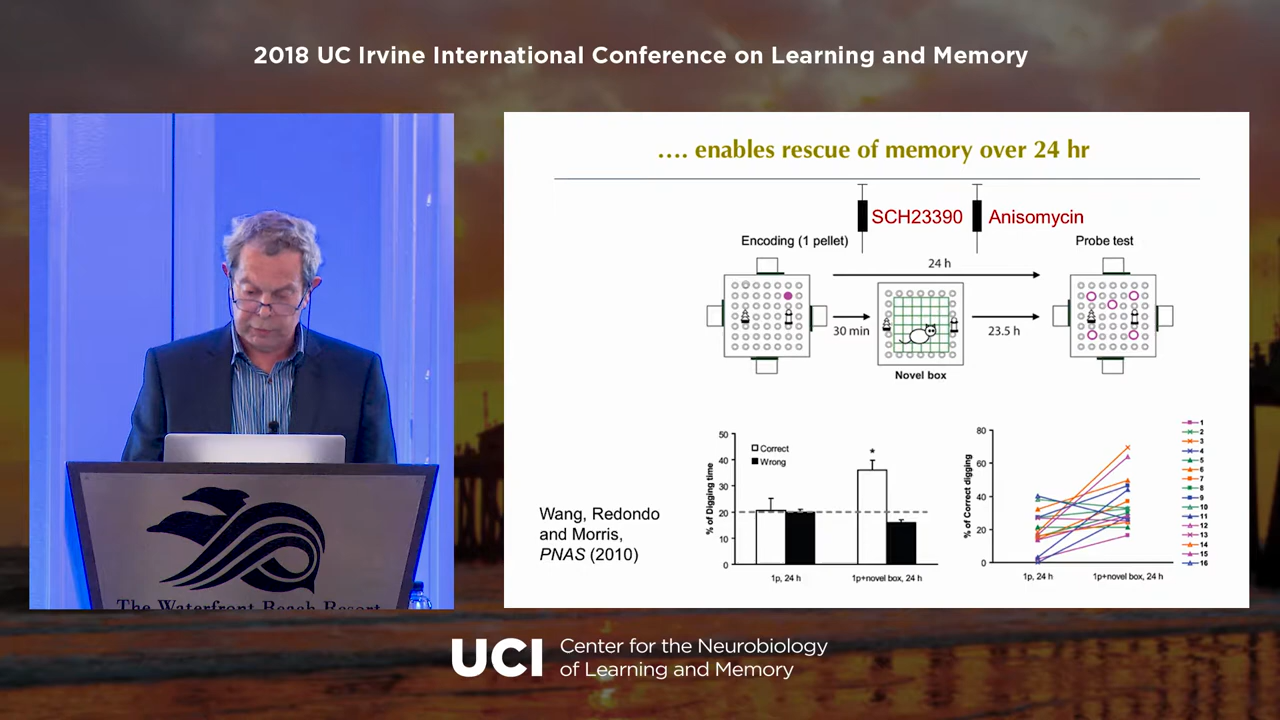 2018 UC Irvine International Conference on Learning and Memory
…. enables rescue of memory over 24 hr
SCH23390
Anisomycin
Encoding (1 pellet)
Probe test
24 h
30 min
23.5 h
Novel box
Wang, Redondo
and Morris,
PNAS (2010)
% of Digging time
50
40
30
20
10
0
Correct
Wrong
*
1p, 24 h
1p+novel box, 24 h
% of Correct digging
80
60
40
20
0
1p, 24 h
1p+novel box, 24 h
1
2
3
4
5
6
7
8
9
10
11
12
13
14
15
16
The Waterfront Beach Resort
UCI
Center for the Neurobiology
of Learning and Memory